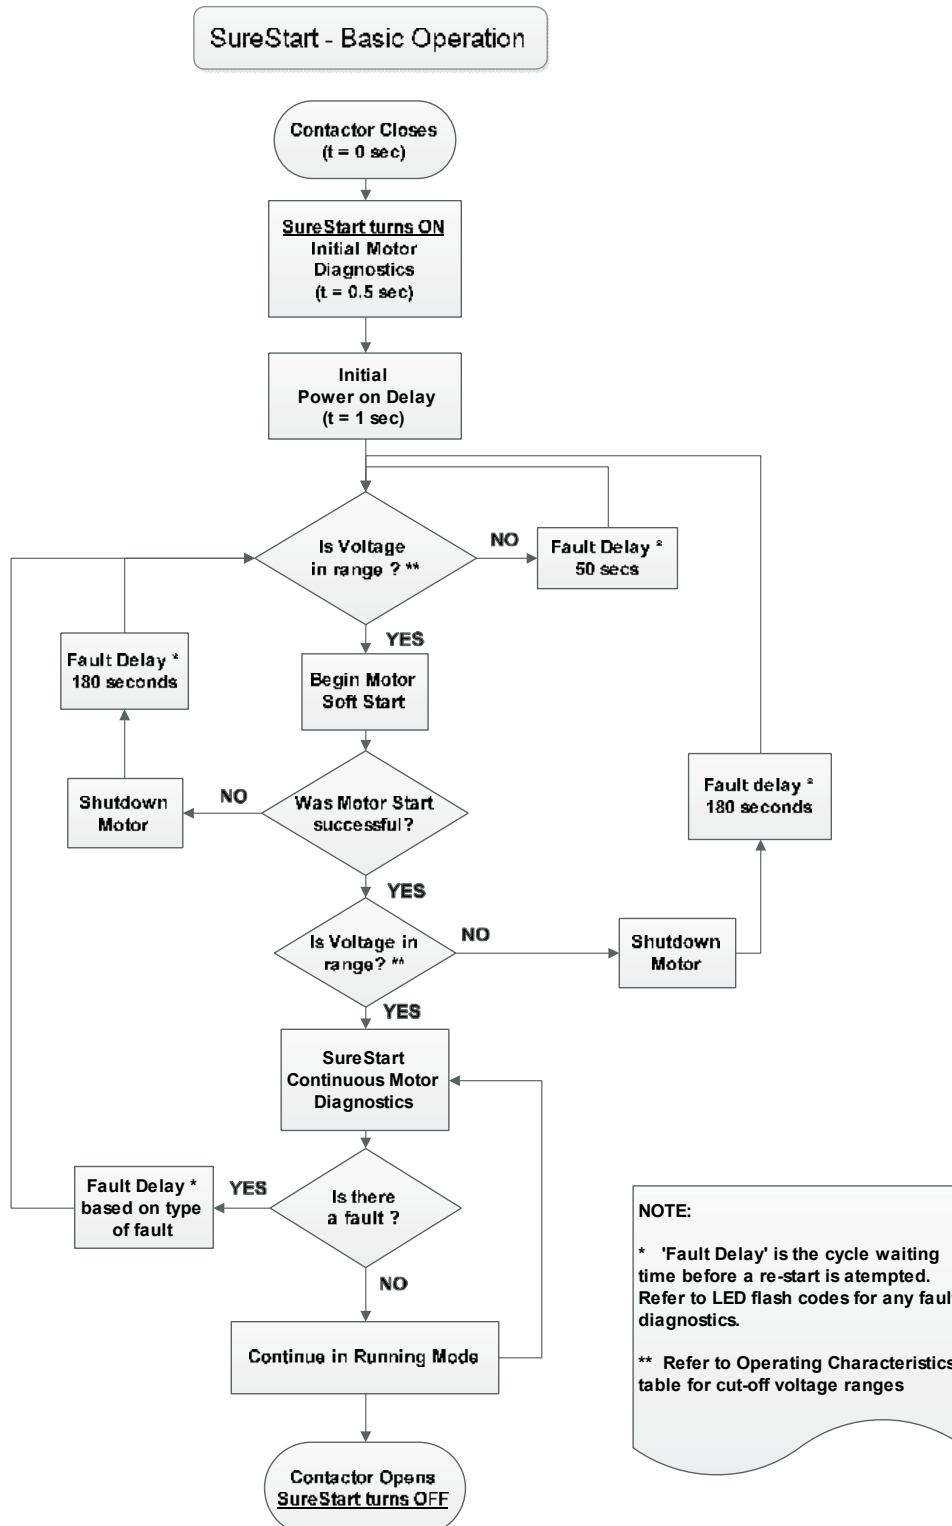 SureStart - Basic Operation
Contactor Closes
(t = 0 sec)
SureStart turns ON
Initial Motor
Diagnostics
(t = 0.5 sec)
Initial
Power on Delay
(t = 1 sec)
Is Voltage
in range ? **
NO
Fault Delay *
50 secs
YES
Fault Delay *
180 seconds
Begin Motor
Soft Start
Shutdown
Motor
NO
Was Motor Start
successful?
Fault delay *
180 seconds
YES
Is Voltage in
range? **
NO
Shutdown
Motor
YES
SureStart
Continuous Motor
Diagnostics
Fault Delay *
based on type
of fault
YES
Is there
a fault ?
NO
Continue in Running Mode
Contactor Opens
SureStart turns OFF
NOTE:
* 'Fault Delay' is the cycle waiting
time before a re-start is atempted.
Refer to LED flash codes for any faul
diagnostics.
** Refer to Operating Characteristics
table for cut-off voltage ranges